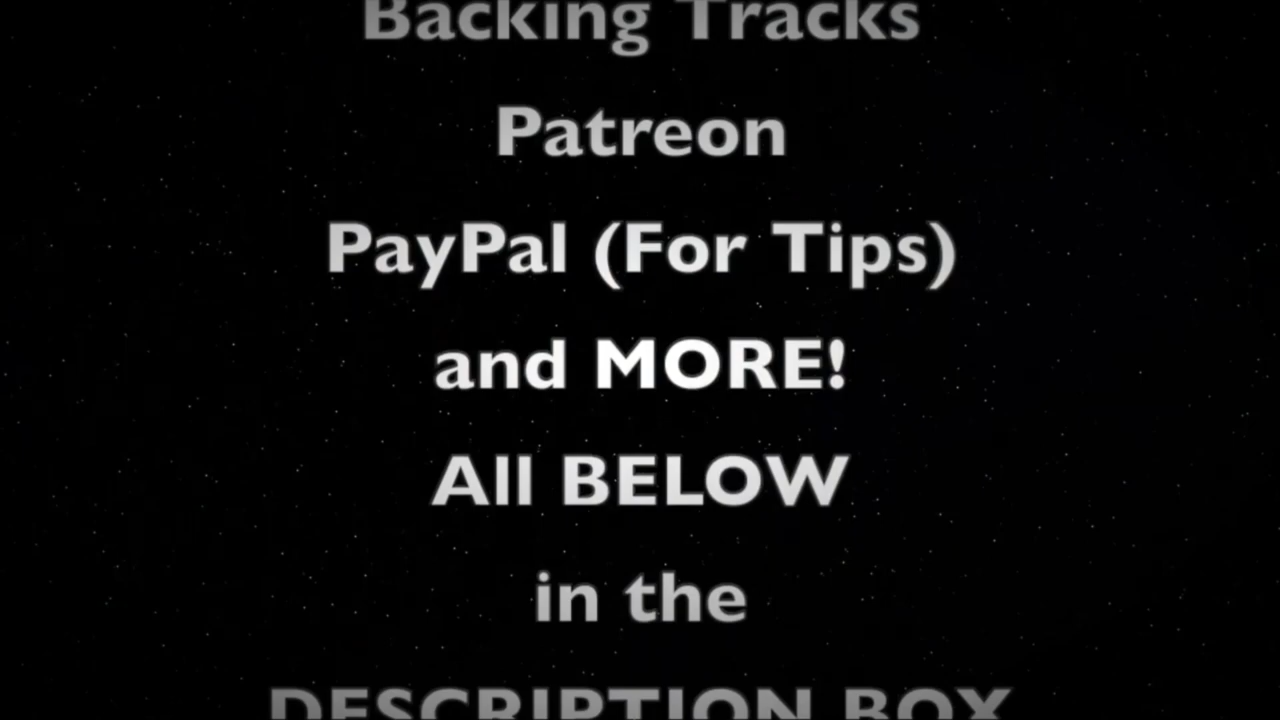 Backing Tracks
Patreon
PayPal (For Tips)
and MORE!
All BELOW
in the
DESCRIPTION BOX